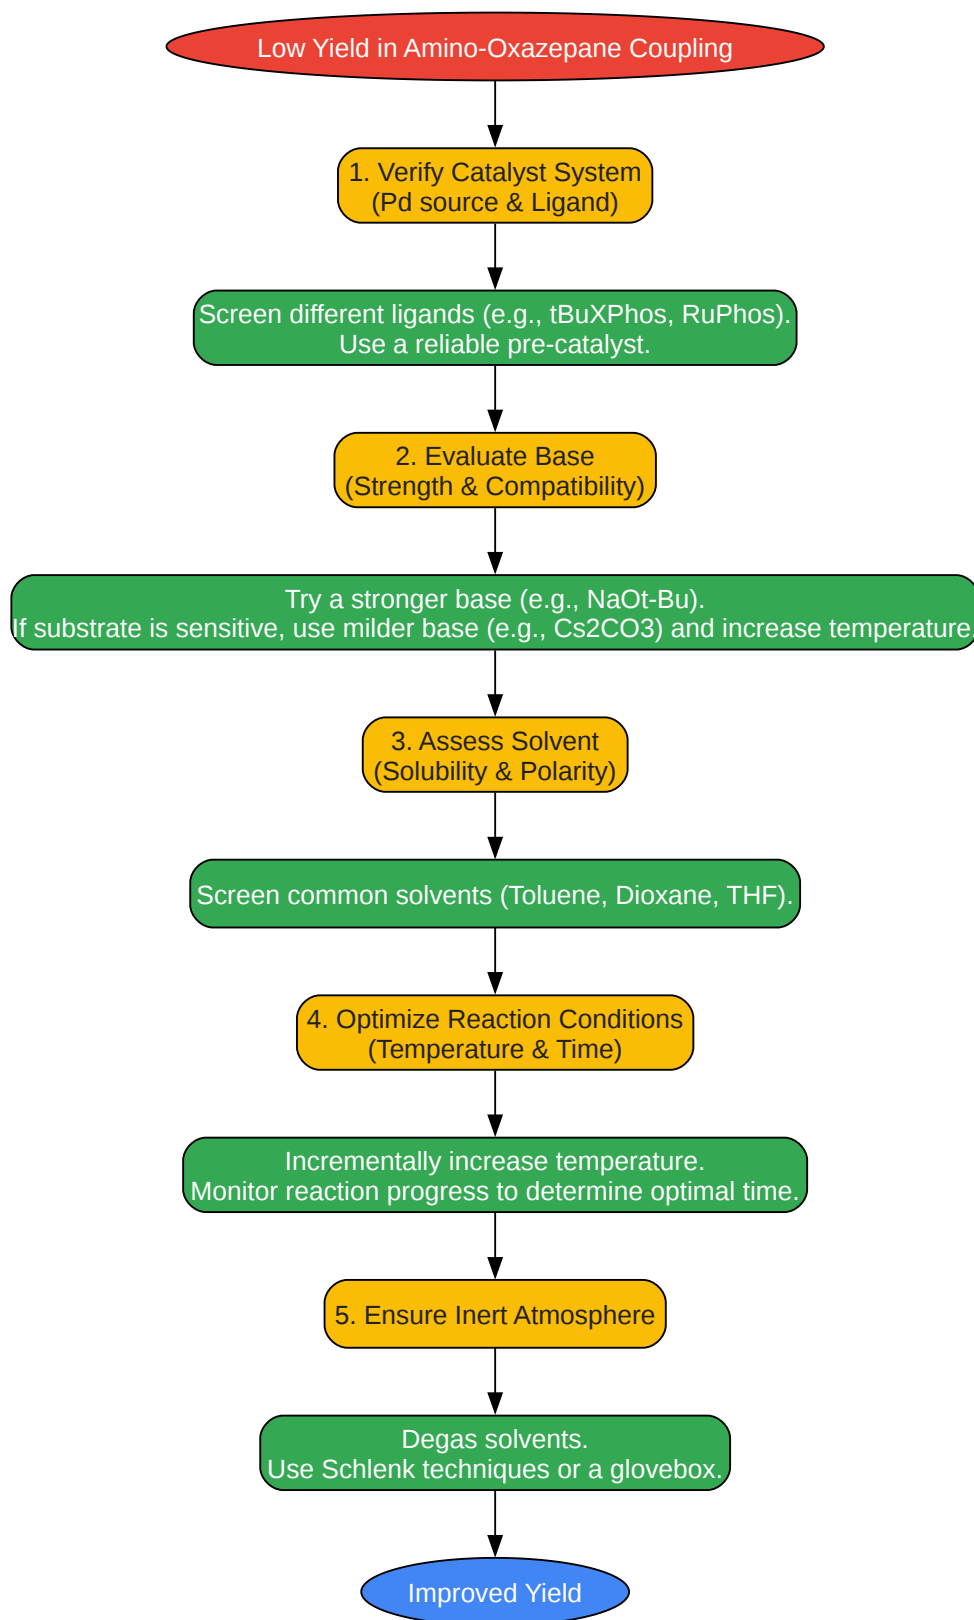 Low Yield in Amino-Oxazepane Coupling
1. Verify Catalyst System
(Pd source & Ligand)
Screen different ligands (e.g., tBuXPhos, RuPhos).
Use a reliable pre-catalyst.
2. Evaluate Base
(Strength & Compatibility)
Try a stronger base (e.g., NaOt-Bu).
If substrate is sensitive, use milder base (e.g., Cs2CO3) and increase temperature.
3. Assess Solvent
(Solubility & Polarity)
Screen common solvents (Toluene, Dioxane, THF).
4. Optimize Reaction Conditions
(Temperature & Time)
Incrementally increase temperature.
Monitor reaction progress to determine optimal time.
5. Ensure Inert Atmosphere
Degas solvents.
Use Schlenk techniques or a glovebox.
Improved Yield